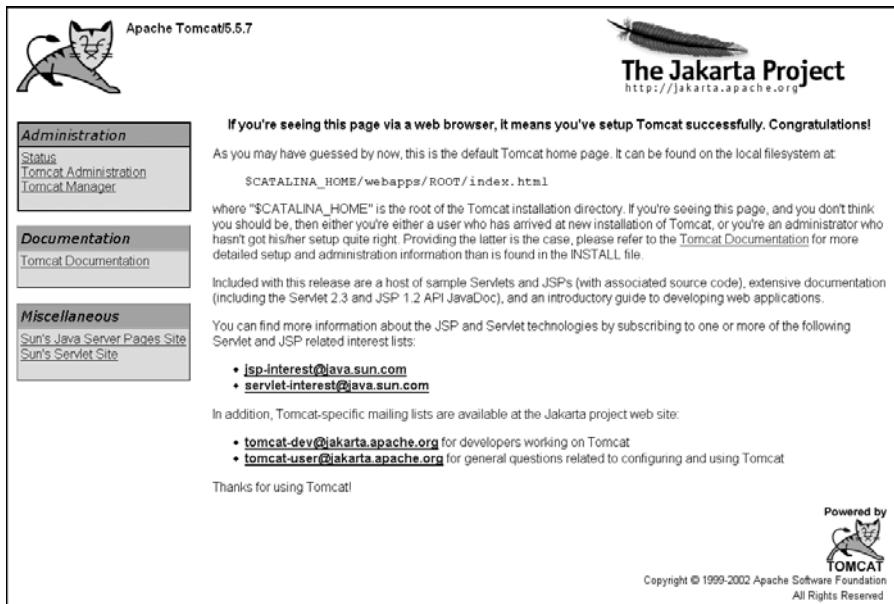 Apache Tomcat/5.5.7
The Jakarta Project
http://jakarta.apache.org
Administration
Status
Tomcat Administration
Tomcat Manager
Documentation
Tomcat Documentation
Miscellaneous
Sun's Java Server Pages Site
Sun's Servlet Site
If you're seeing this page via a web browser, it means you've setup Tomcat successfully. Congratulations!
As you may have guessed by now, this is the default Tomcat home page. It can be found on the local filesystem at:
$CATALINA_HOME/webapps/ROOT/index.html
where "$CATALINA_HOME" is the root of the Tomcat installation directory. If you're seeing this page, and you don't think
you should be, then either you're either a user who has arrived at new installation of Tomcat, or you're an administrator who
hasn't got his/her setup quite right. Providing the latter is the case, please refer to the Tomcat Documentation for more
detailed setup and administration information than is found in the INSTALL file.
Included with this release are a host of sample Servlets and JSPs (with associated source code), extensive documentation
(including the Servlet 2.3 and JSP 1.2 API JavaDoc), and an introductory guide to developing web applications.
You can find more information about the JSP and Servlet technologies by subscribing to one or more of the following
Servlet and JSP related interest lists:
• jsp-interest@java.sun.com
• servlet-interest@java.sun.com
In addition, Tomcat-specific mailing lists are available at the Jakarta project web site:
• tomcat-dev@jakarta.apache.org for developers working on Tomcat
• tomcat-user@jakarta.apache.org for general questions related to configuring and using Tomcat
Thanks for using Tomcat!
Powered by
TOMCAT
Copyright © 1999-2002 Apache Software Foundation
All Rights Reserved